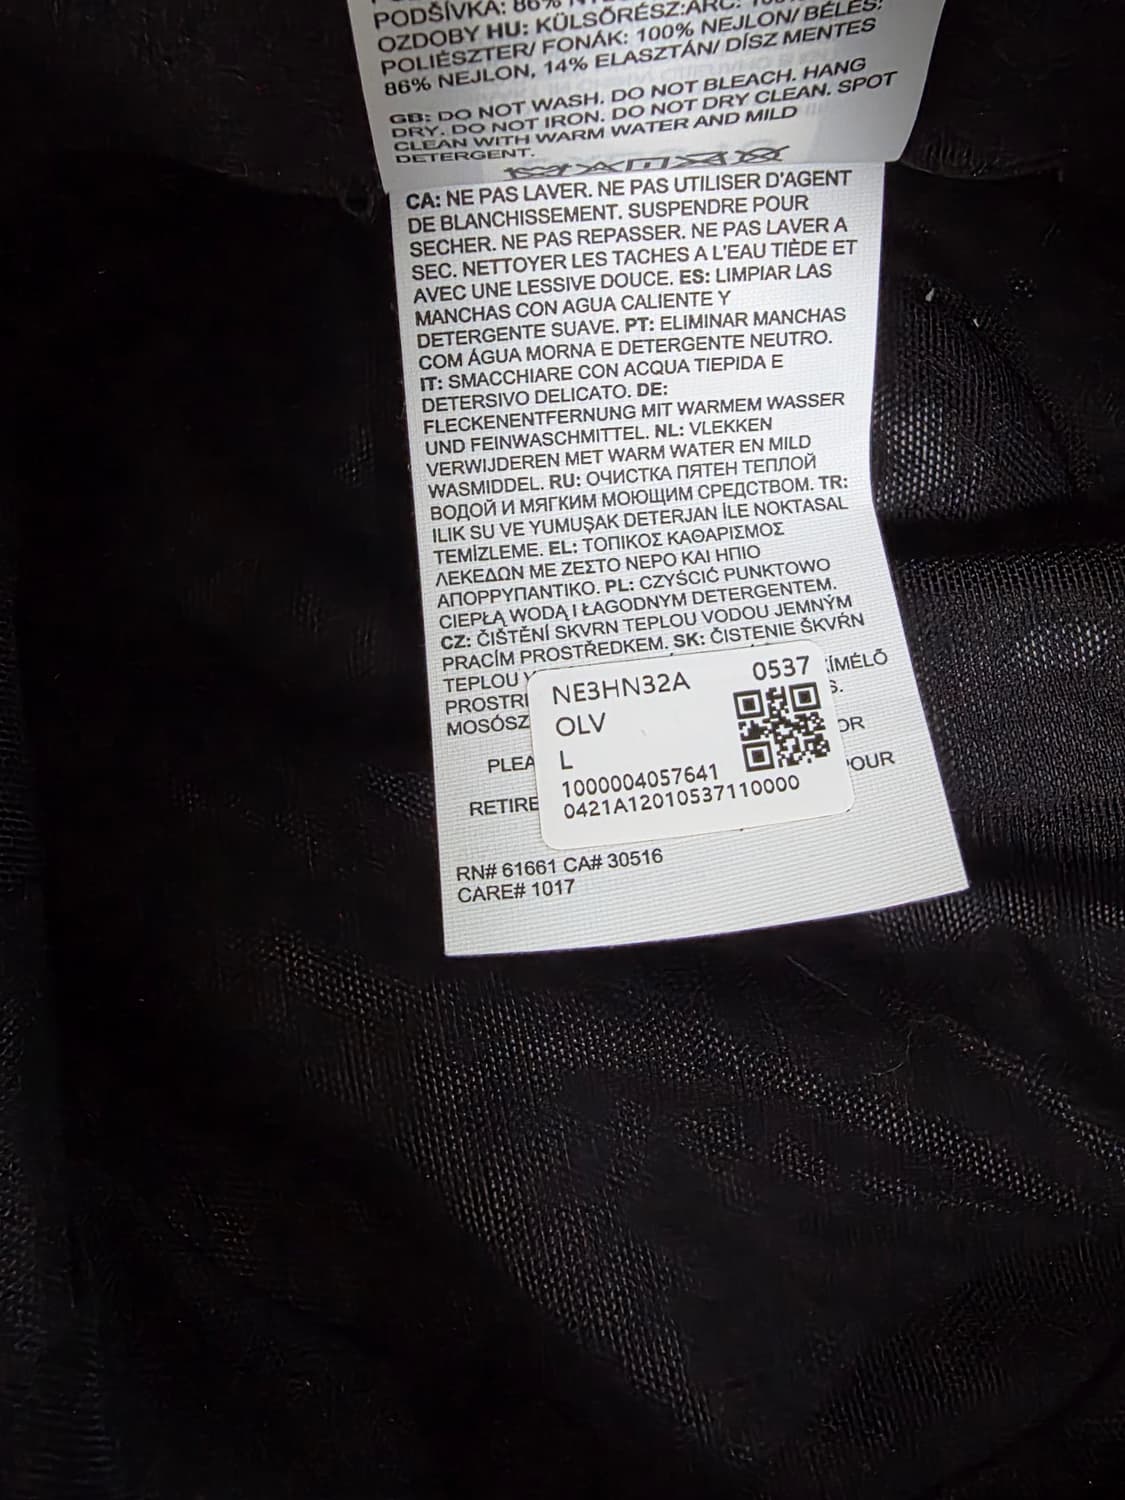 PODŠÍVKA: 86%
OZDOBY HU: KÜLSŐRÉSZ:ARC:
POLIÉSZTER/ FONÁK: 100% NEJLON/ BÉLÉS:
86% NEJLON, 14% ELASZTÁN/ DÍSZ MENTES
GB: DO NOT WASH. DO NOT BLEACH. HANG
DRY. DO NOT IRON. DO NOT DRY CLEAN. SPOT
CLEAN WITH WARM WATER AND MILD
DETERGENT.
CA: NE PAS LAVER. NE PAS UTILISER D'AGENT
DE BLANCHISSEMENT. SUSPENDRE POUR
SECHER. NE PAS REPASSER. NE PAS LAVER A
SEC. NETTOYER LES TACHES A L'EAU TIÈDE ET
AVEC UNE LESSIVE DOUCE. ES: LIMPIAR LAS
MANCHAS CON AGUA CALIENTE Y
DETERGENTE SUAVE. PT: ELIMINAR MANCHAS
COM ÁGUA MORNA E DETERGENTE NEUTRO.
IT: SMACCHIARE CON ACQUA TIEPIDA E
DETERSIVO DELICATO. DE:
FLECKENENTFERNUNG MIT WARMEM WASSER
UND FEINWASCHMITTEL. NL: VLEKKEN
VERWIJDEREN MET WARM WATER EN MILD
WASMIDDEL. RU: ОЧИСТКА ПЯТЕН ТЕПЛОЙ
ВОДОЙ И МЯГКИМ МОЮЩИМ СРЕДСТВОМ. TR:
ILIK SU VE YUMUŞAK DETERJAN İLE NOKTASAL
TEMİZLEME. EL: ΤΟΠΙΚΟΣ ΚΑΘΑΡΙΣΜΟΣ
ΛΕΚΕΔΩΝ ΜΕ ΖΕΣΤΟ ΝΕΡΟ ΚΑΙ ΗΠΙΟ
ΑΠΟΡΡΥΠΑΝΤΙΚΟ. PL: CZYŚCIĆ PUNKTOWO
CIEPŁĄ WODĄ I ŁAGODNYM DETERGENTEM.
CZ: ČIŠTĚNÍ SKVRN TEPLOU VODOU JEMNÝM
PRACÍM PROSTŘEDKEM. SK: ČISTENIE ŠKVŔN
TEPLOU
NE3HN32A 0537
OLV
L
1000004057641
0421A12010537110000
RN# 61661 CA# 30516
CARE# 1017